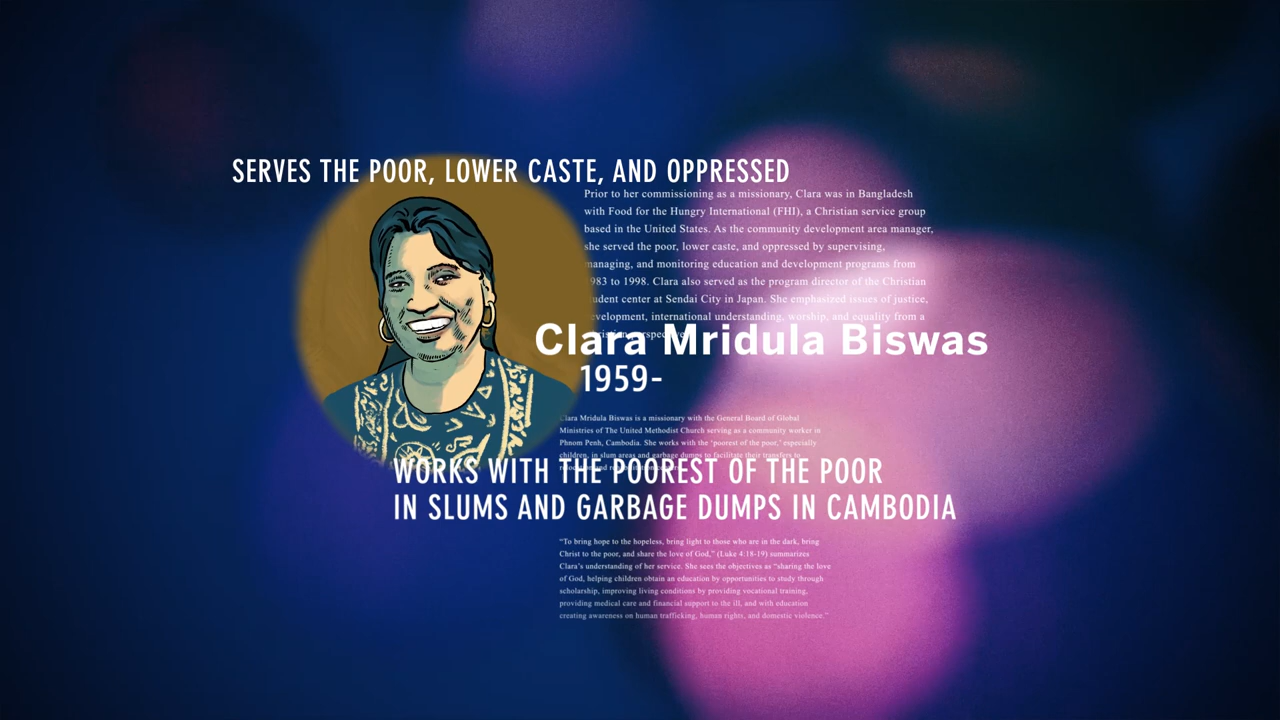 SERVES THE POOR, LOWER CASTE, AND OPPRESSED
Prior to her commissioning as a missionary, Clara was in Bangladesh
with Food for the Hungry International (FHI), a Christian service group
based in the United States. As the community development area manager,
she served the poor, lower caste, and oppressed by supervising,
managing, and monitoring education and development programs from
1983 to 1998. Clara also served as the program director of the Christian
student center at Sendai City in Japan. She emphasized issues of justice,
development, international understanding, worship, and equality from a
Clara Mridula Biswas
1959-
Clara Mridula Biswas is a missionary with the General Board of Global
Ministries of The United Methodist Church serving as a community worker in
Phnom Penh, Cambodia. She works with the ‘poorest of the poor,’ especially
children, in slum areas and garbage dumps to facilitate their transfers to
WORKS WITH THE POOREST OF THE POOR
IN SLUMS AND GARBAGE DUMPS IN CAMBODIA
“To bring hope to the hopeless, bring light to those who are in the dark, bring
Christ to the poor, and share the love of God,” (Luke 4:18-19) summarizes
Clara’s understanding of her service. She sees the objectives as “sharing the love
of God, helping children obtain an education by opportunities to study through
scholarship, improving living conditions by providing vocational training,
providing medical care and financial support to the ill, and with education
creating awareness on human trafficking, human rights, and domestic violence.”